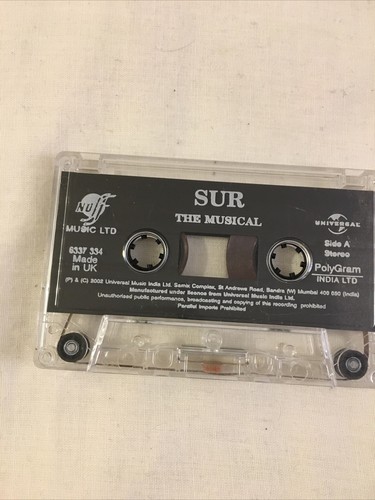 SUR
THE MUSICAL
Nuff
MUSIC LTD
UNIVERSAL
6337 334
Made
in UK
Side A
Stereo
PolyGram
INDIA LTD
(P) & (C) 2002 Universal Music India Ltd. Samic Complex, St Andrews Road, Bandra (W) Mumbai 400 050 (India)
Manufactured under licence from Universal Music India Ltd.
Unauthorised public performance, broadcasting and copying of this recording prohibited
Parallel Imports Prohibited